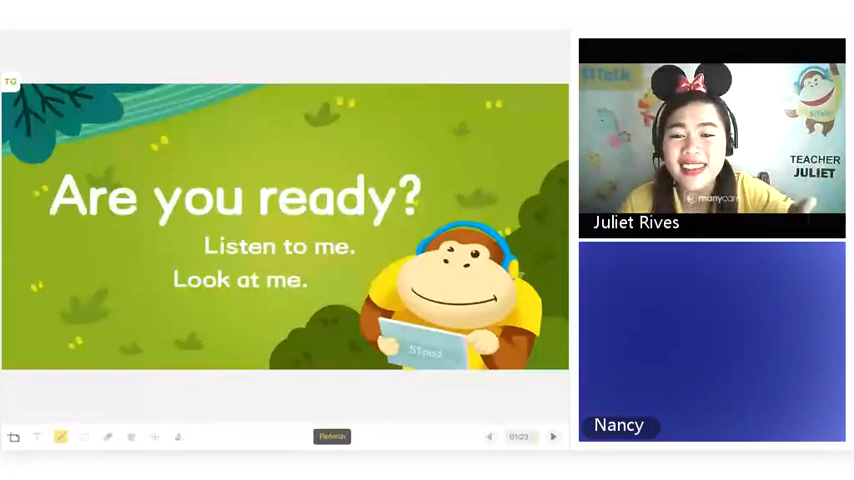 TG
Are you ready?
Listen to me.
Look at me.
51pad
Refresh
01/23
51Talk
51Talk
TEACHER
JULIET
manycam
Juliet Rives
Nancy